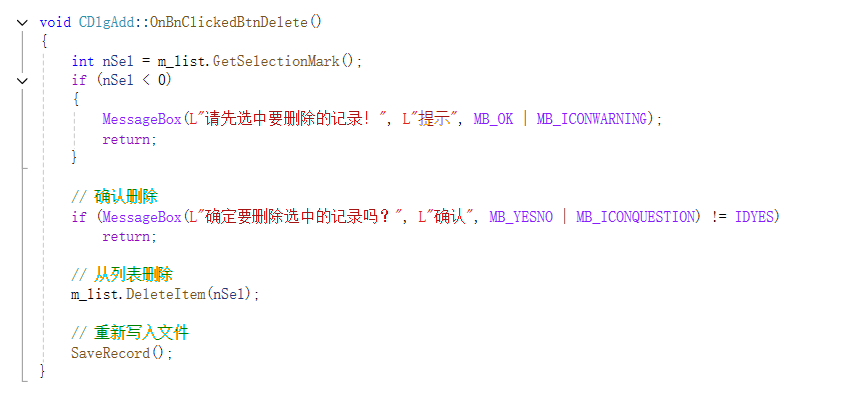 void CDlgAdd::OnBnClickedBtnDelete()
{
int nSel = m_list.GetSelectionMark();
if (nSel < 0)
{
MessageBox(L"请先选中要删除的记录！", L"提示", MB_OK | MB_ICONWARNING);
return;
}
// 确认删除
if (MessageBox(L"确定要删除选中的记录吗？", L"确认", MB_YESNO | MB_ICONQUESTION) != IDYES)
return;
// 从列表删除
m_list.DeleteItem(nSel);
// 重新写入文件
SaveRecord();
}